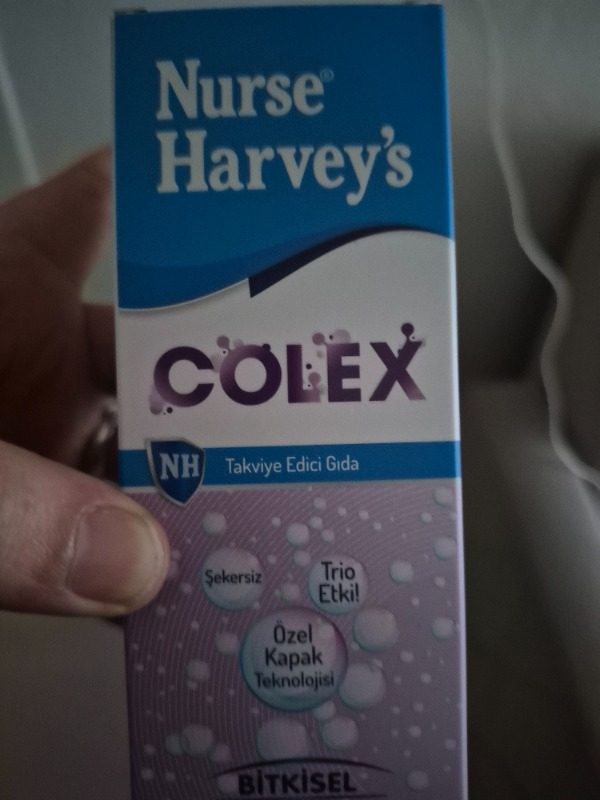 Nurse®
Harvey's
COLEX
NH
Takviye Edici Gıda
Şekersiz
Trio
Etki!
Özel
Kapak
Teknolojisi
BİTKİSEL